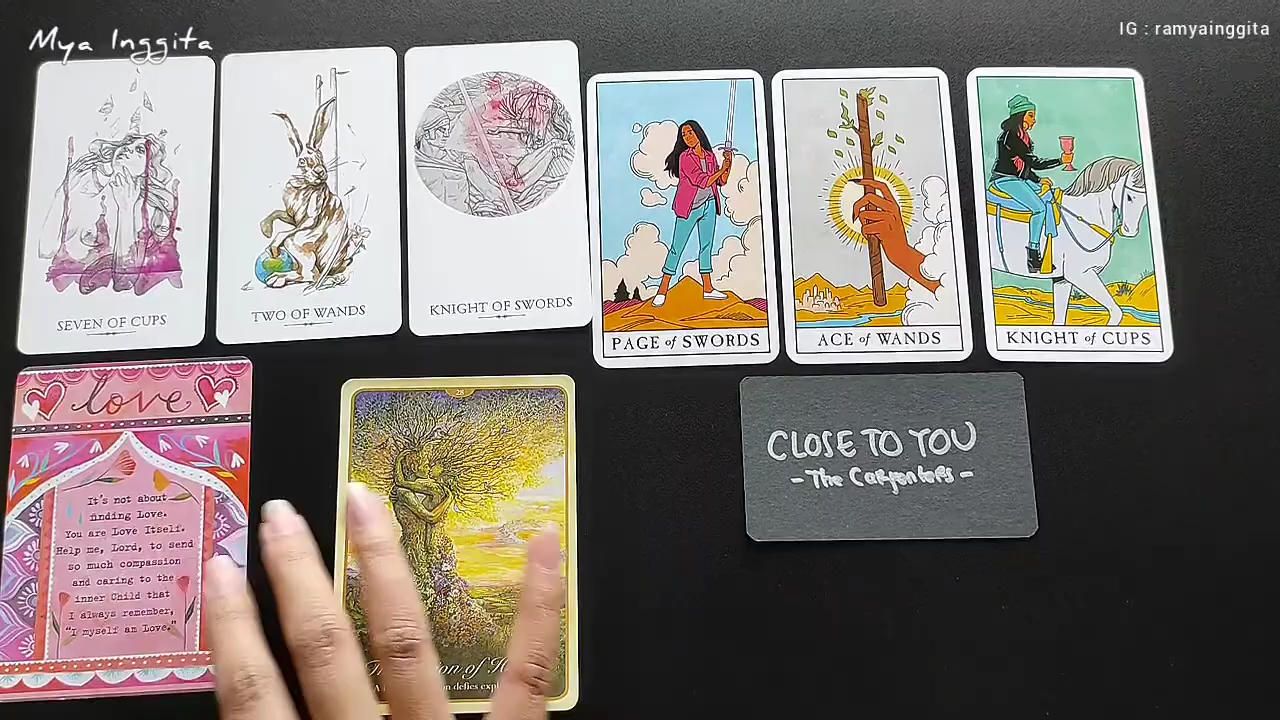 Mya Inggita
IG : ramyainggita
SEVEN OF CUPS
TWO OF WANDS
KNIGHT OF SWORDS
PAGE of SWORDS
ACE of WANDS
KNIGHT of CUPS
love
It's not about
finding Love.
You are Love Itself.
Help me, Lord, to send
so much compassion
and caring to the
inner Child that
I always remember,
"I myself am Love."
28
of
A
defies
CLOSE TO YOU
- The Carpenters -